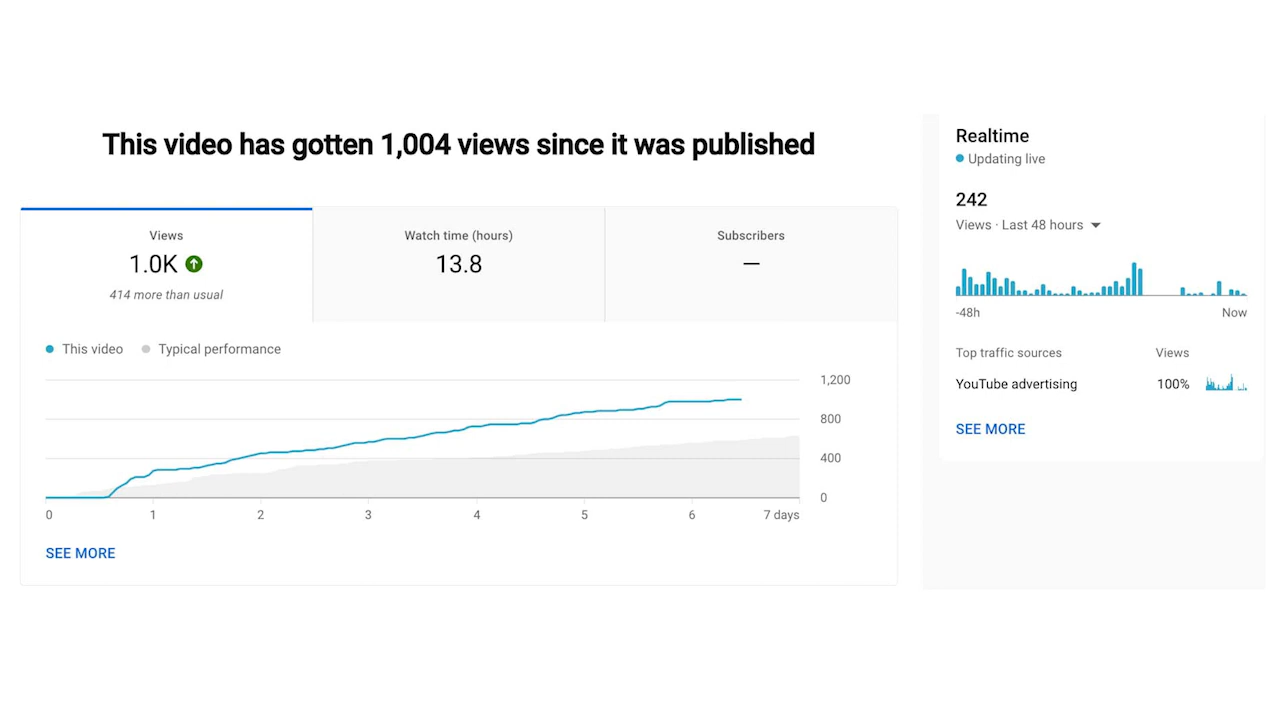 This video has gotten 1,004 views since it was published
Views
1.0K
414 more than usual
Watch time (hours)
13.8
Subscribers
—
This video
Typical performance
1,200
800
400
0
0 1 2 3 4 5 6 7 days
SEE MORE
Realtime
Updating live
242
Views · Last 48 hours
-48h Now
Top traffic sources Views
YouTube advertising 100%
SEE MORE